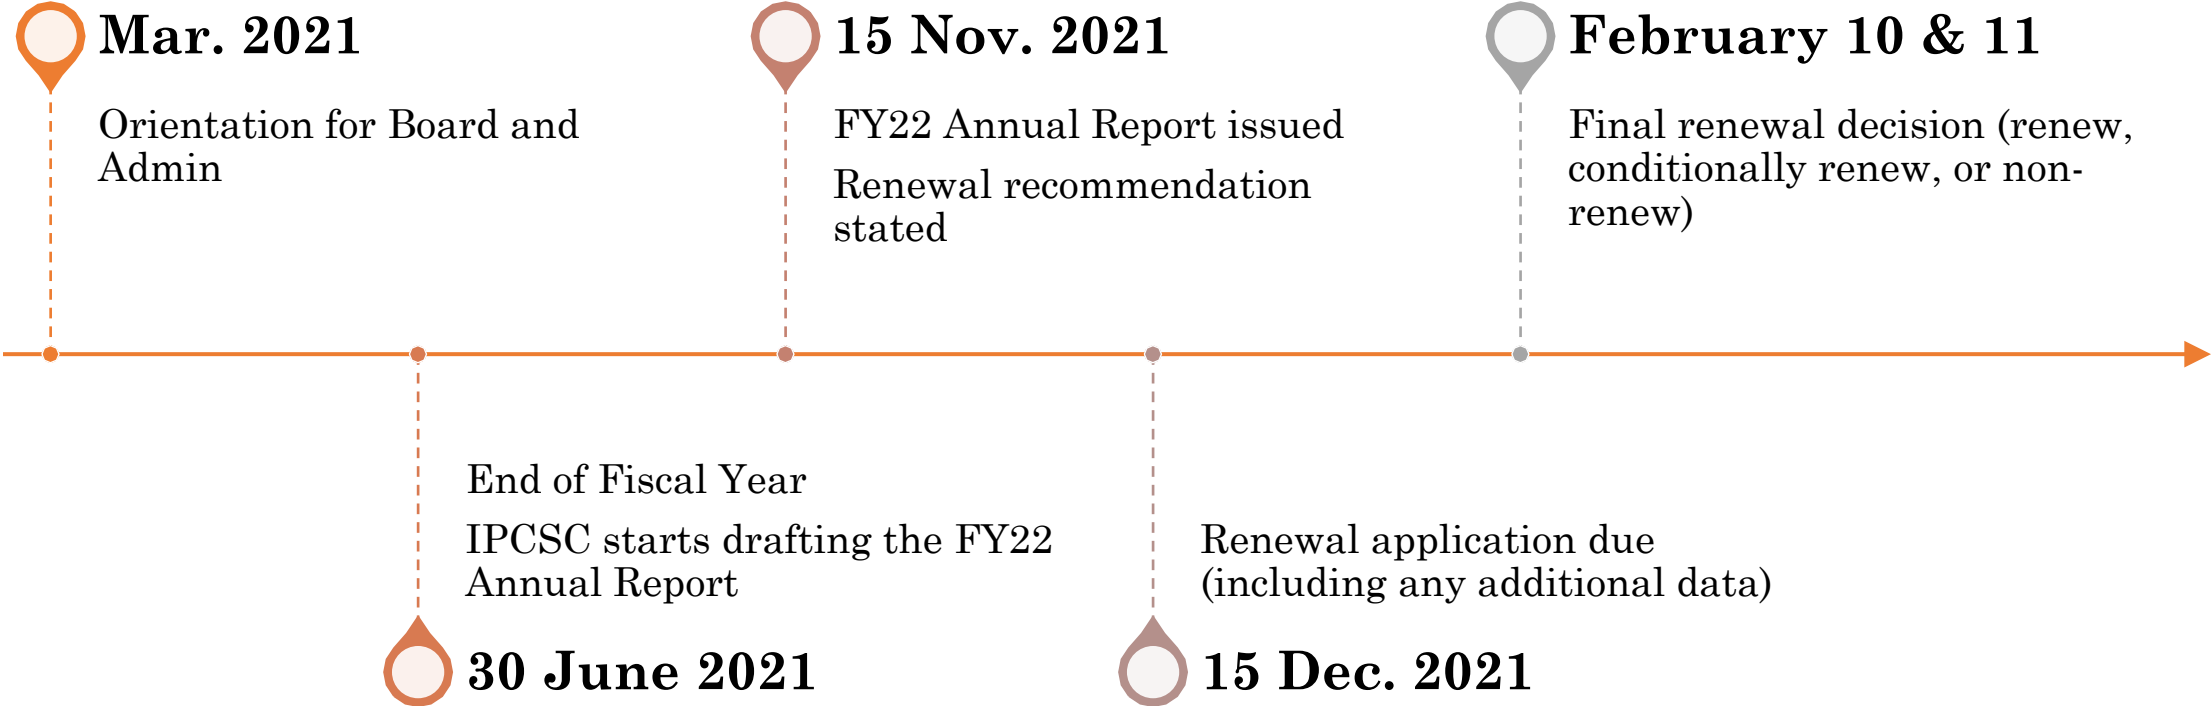 Mar. 2021
Orientation for Board and
Admin
30 June 2021
End of Fiscal Year
IPCSC starts drafting the FY22
Annual Report
15 Nov. 2021
FY22 Annual Report issued
Renewal recommendation
stated
15 Dec. 2021
Renewal application due
(including any additional data)
February 10 & 11
Final renewal decision (renew,
conditionally renew, or non-
renew)